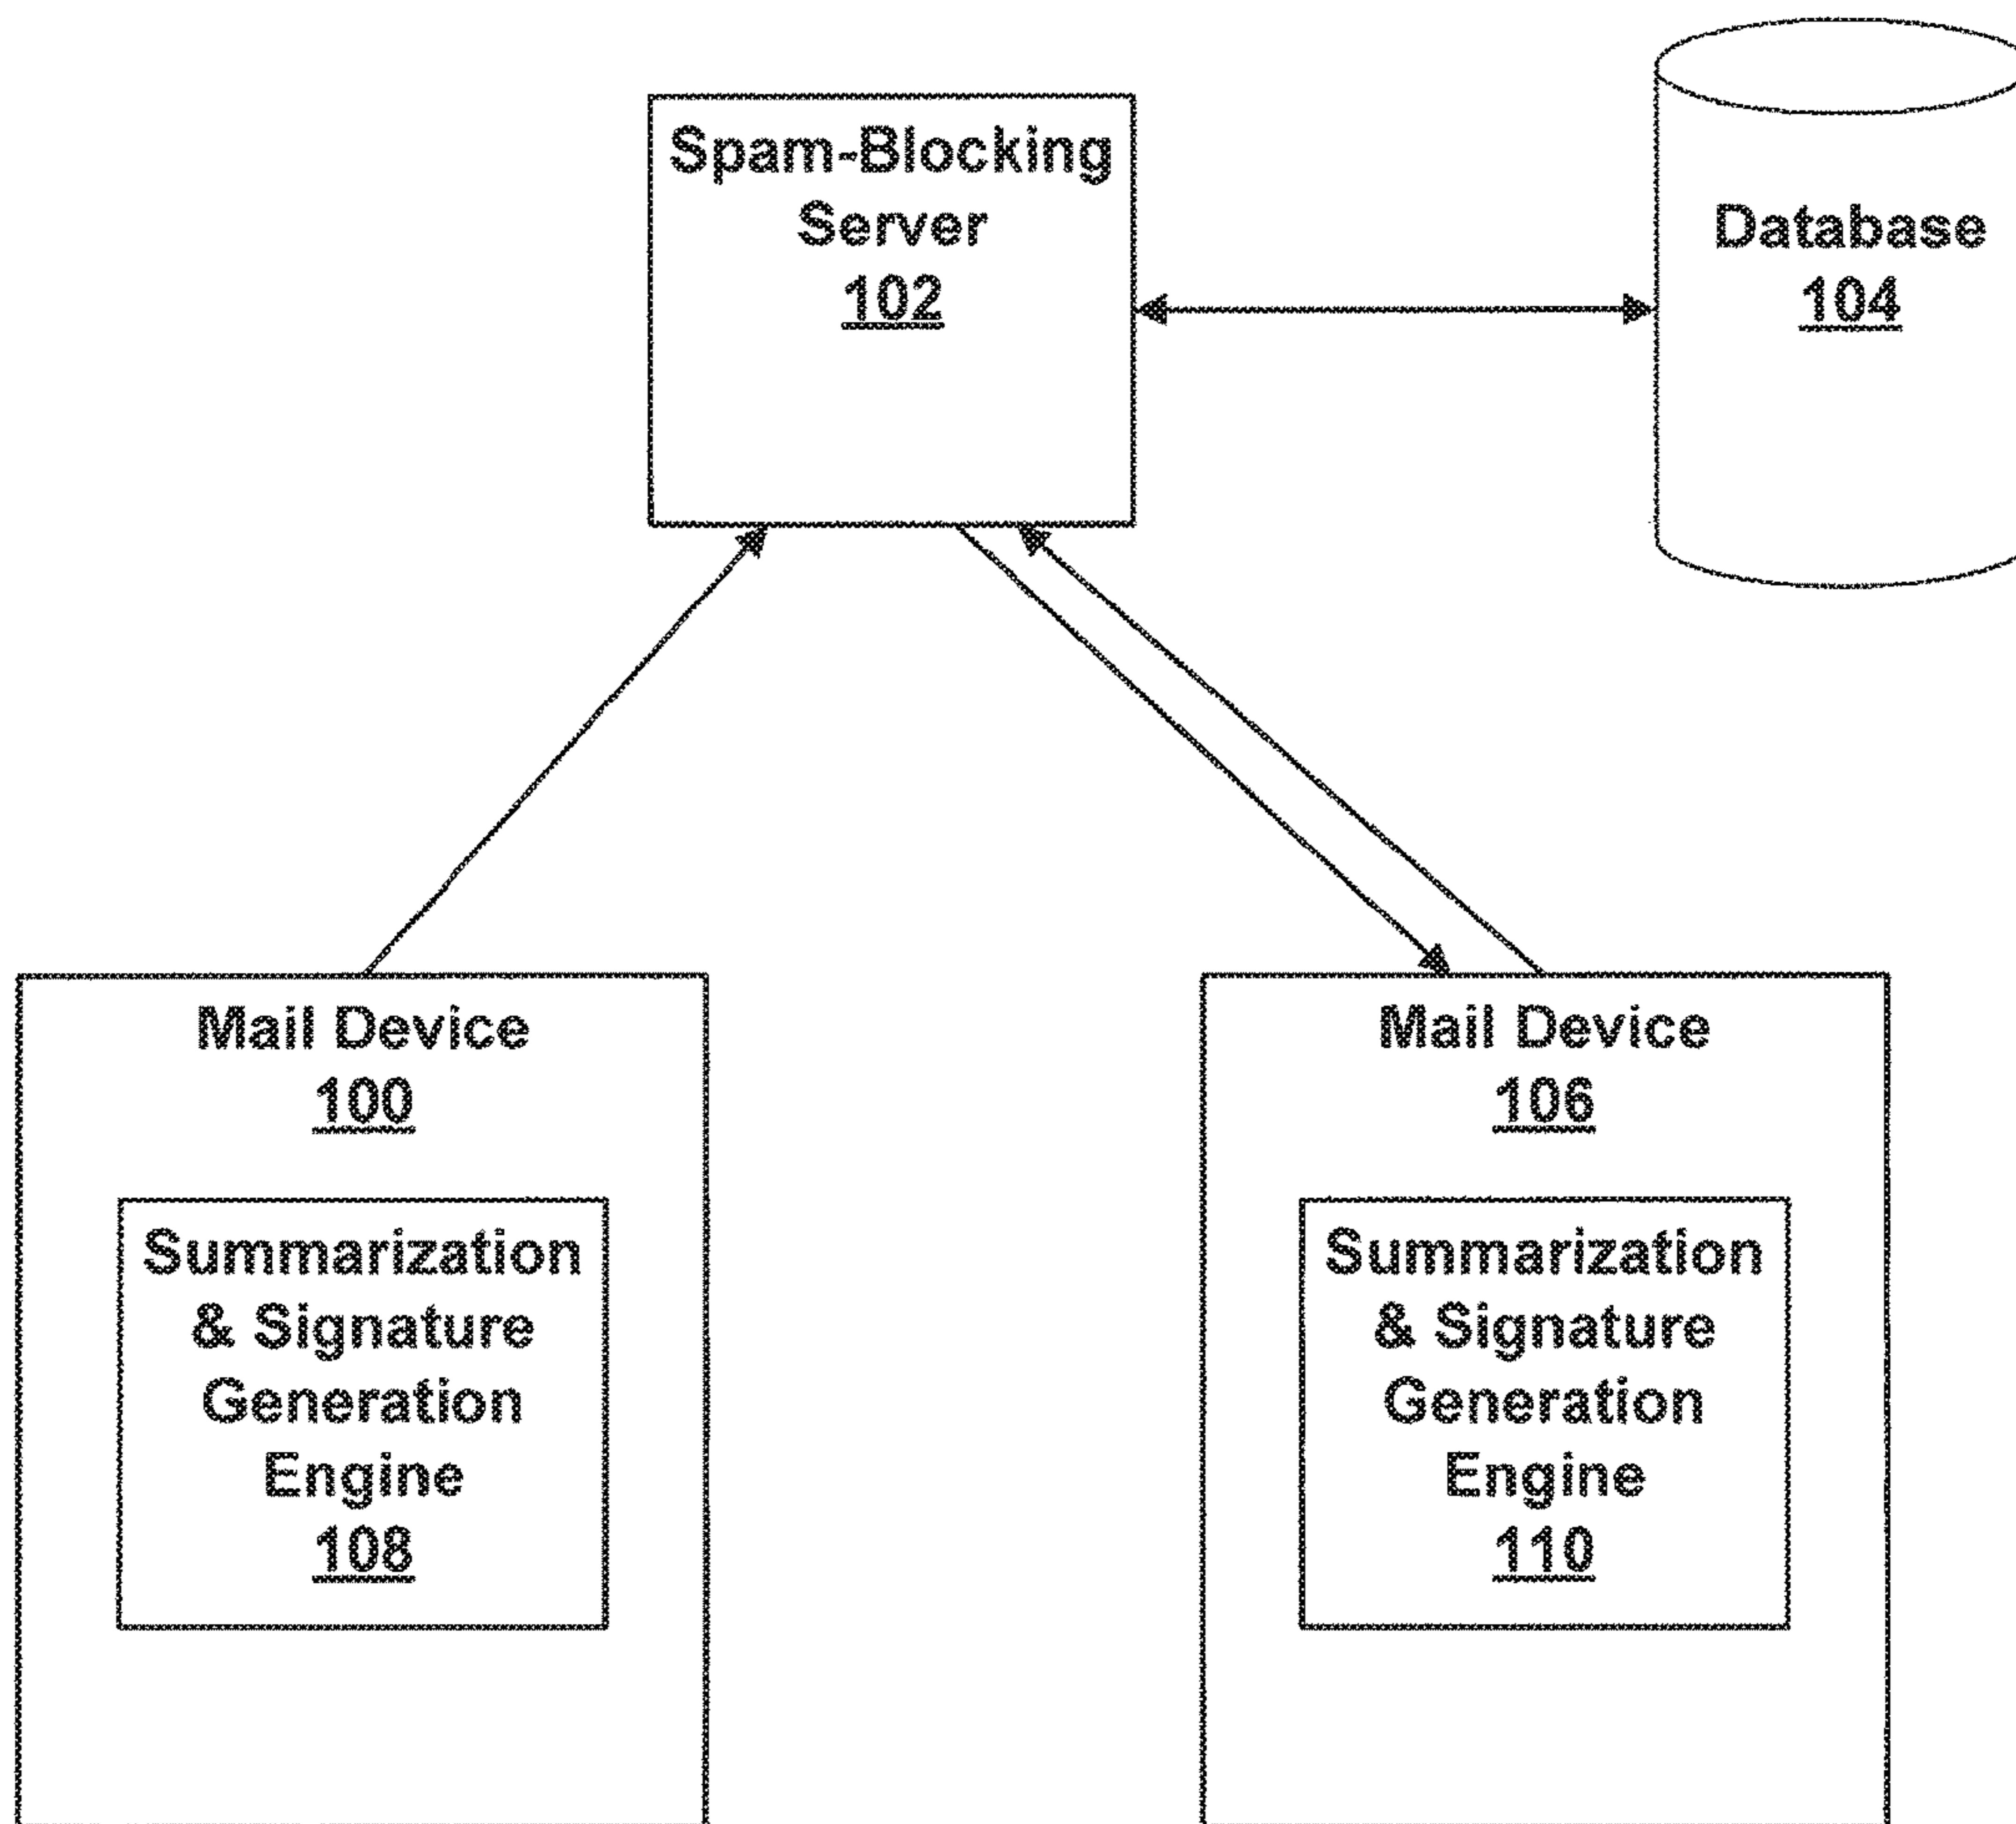 Spam-Blocking
Server
102
Database
104
Mail Device
100
Summarization
& Signature
Generation
Engine
108
Mail Device
106
Summarization
& Signature
Generation
Engine
110